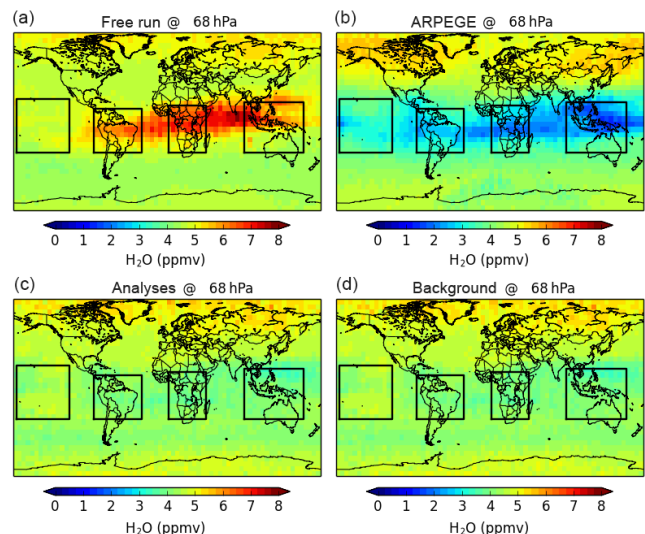 (a) Free run @ 68 hPa
(b) ARPEGE @ 68 hPa
0 1 2 3 4 5 6 7 8
H₂O (ppmv)
0 1 2 3 4 5 6 7 8
H₂O (ppmv)
(c) Analyses @ 68 hPa
(d) Background @ 68 hPa
0 1 2 3 4 5 6 7 8
H₂O (ppmv)
0 1 2 3 4 5 6 7 8
H₂O (ppmv)